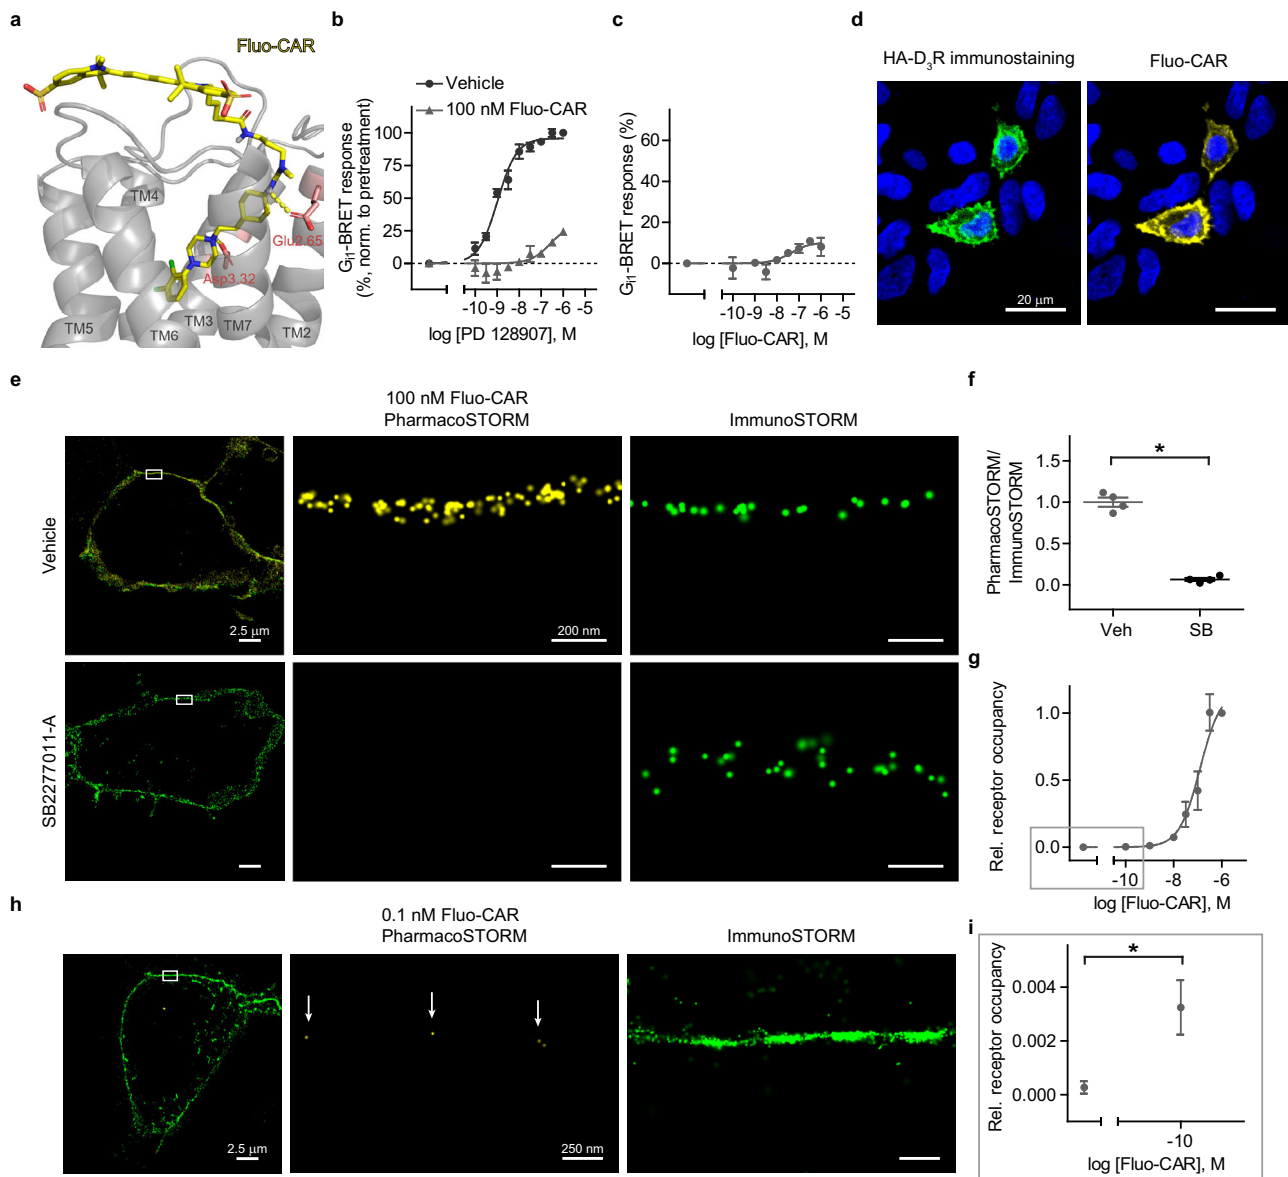 a
Fluo-CAR
TM4
Glu2.65
Asp3.32
TM5
TM3
TM7
TM6
TM2
b
Vehicle
100 nM Fluo-CAR
Gi1-BRET response
(%, norm. to pretreatment)
100
75
50
25
0
-10 -9 -8 -7 -6 -5
log [PD 128907], M
c
Gi1-BRET response (%)
60
40
20
0
-10 -9 -8 -7 -6 -5
log [Fluo-CAR], M
d
HA-D3R immunostaining
Fluo-CAR
20 µm
e
100 nM Fluo-CAR
PharmacoSTORM
ImmunoSTORM
Vehicle
2.5 µm
200 nm
SB2277011-A
f
PharmacoSTORM/
ImmunoSTORM
1.5
1.0
0.5
0.0
*
Veh SB
g
Rel. receptor occupancy
1.0
0.5
0.0
-10 -8 -6
log [Fluo-CAR], M
h
0.1 nM Fluo-CAR
PharmacoSTORM
ImmunoSTORM
2.5 µm
250 nm
i
Rel. receptor occupancy
0.004
0.002
0.000
*
-10
log [Fluo-CAR], M